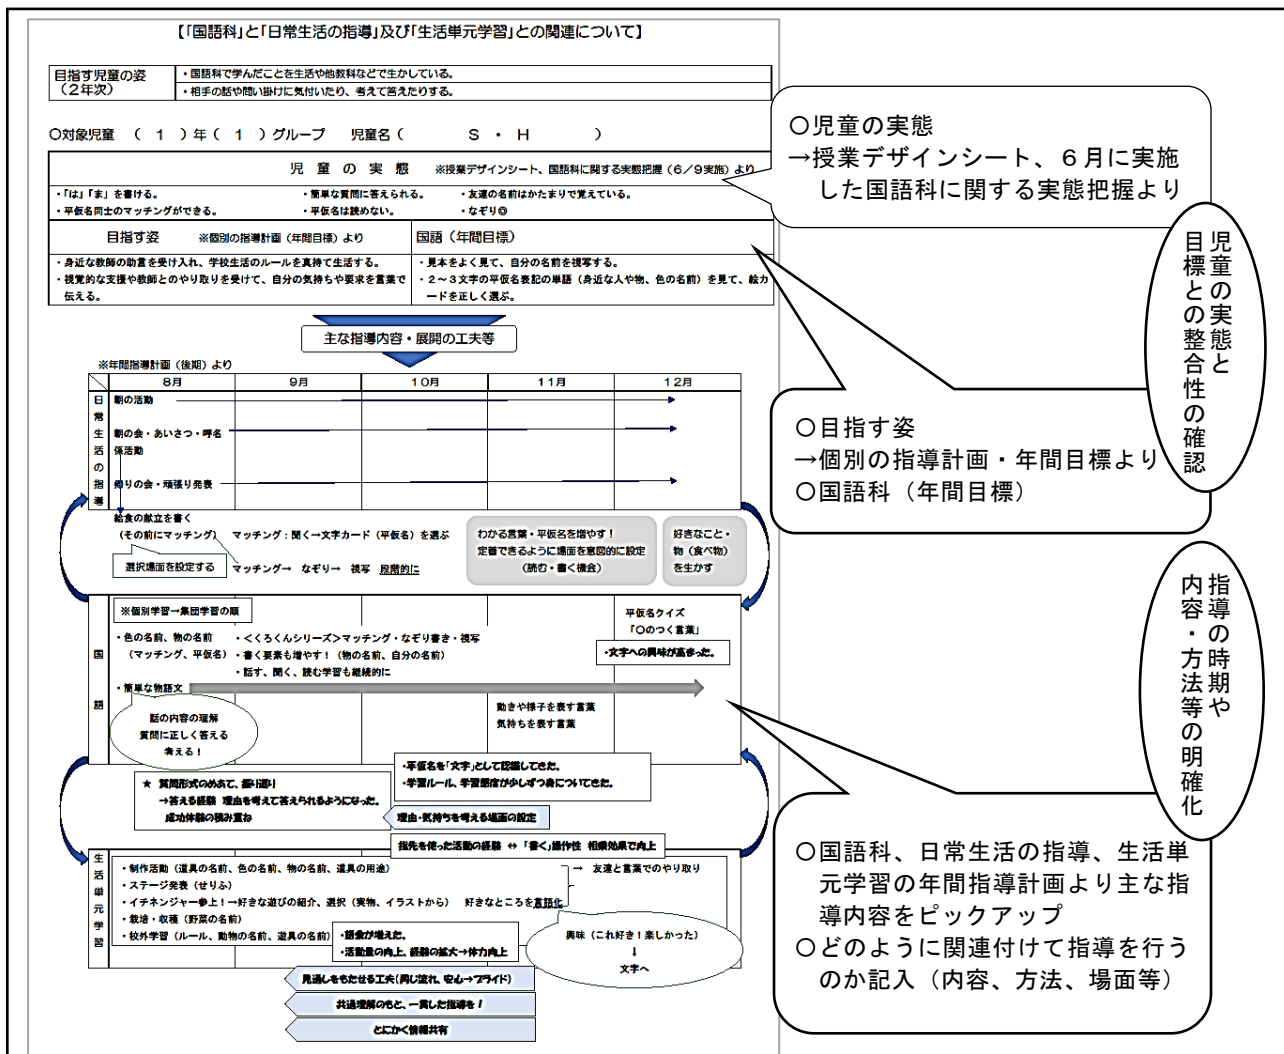 【｢国語科｣と｢日常生活の指導｣及び｢生活単元学習｣との関連について】
目指す児童の姿
（２年次）
・国語科で学んだことを生活や他教科などで生かしている。
・相手の話や問い掛けに気付いたり、考えて答えたりする。
○対象児童　（　１　）年（　１　）グループ　　児童名（　　　Ｓ　・　Ｈ　　　）
児　童　の　実　態　※授業デザインシート、国語科に関する実態把握（６／９実施）より
・「は」「ま」を書ける。
・簡単な質問に答えられる。
・友達の名前はかたまりで覚えている。
・平仮名同士のマッチングができる。
・平仮名は読めない。
・なぞり◎
目指す姿　※個別の指導計画（年間目標）より
・身近な教師の助言を受け入れ、学校生活のルールを真待て生活する。
・視覚的な支援や教師とのやり取りを受けて、自分の気持ちや要求を言葉で
伝える。
国語（年間目標）
・見本をよく見て、自分の名前を視写する。
・２～３文字の平仮名表記の単語（身近な人や物、色の名前）を見て、絵カ
ードを正しく選ぶ。
主な指導内容・展開の工夫等
※年間指導計画（後期）より
８月　９月　１０月　１１月　１２月
日常生活の指導
朝の活動
朝の会・あいさつ・呼名
係活動
帰りの会・頑張り発表
給食の献立を書く
（その前にマッチング）
マッチング：聞く→文字カード（平仮名）を選ぶ
選択場面を設定する
マッチング→　なぞり→　視写　段階的に
わかる言葉・平仮名を増やす！
定着できるように場面を意図的に設定
（読む・書く機会）
好きなこと・
物（食べ物）
を生かす
国語
※個別学習→集団学習の順
・色の名前、物の名前
（マッチング、平仮名）
・＜くろくんシリーズ＞マッチング・なぞり書き・視写
・書く要素も増やす！（物の名前、自分の名前）
・話す、聞く、読む学習も継続的に
平仮名クイズ
「○のつく言葉」
・文字への興味が高まった。
・簡単な物語文
話の内容の理解
質問に正しく答える
考える！
動きや様子を表す言葉
気持ちを表す言葉
・平仮名を「文字」として認識してきた。
・学習ルール、学習態度が少しずつ身についてきた。
★　質問形式のめあて、振り返り
→答える経験　理由を考えて答えられるようになった。
成功体験の積み重ね
理由・気持ちを考える場面の設定
指先を使った活動の経験　⇔　「書く」操作性　相乗効果で向上
生活単元学習
・制作活動（道具の名前、色の名前、物の名前、道具の用途）
→　友達と言葉でのやり取り
・ステージ発表（せりふ）
・イチネンジャー参上！→好きな遊びの紹介、選択（実物、イラストから）　好きなところを言語化
・栽培・収穫（野菜の名前）
・校外学習（ルール、動物の名前、遊具の名前）
・語彙が増えた。
・活動量の向上、経験の拡大→体力向上
興味（これ好き！楽しかった）
↓
文字へ
見通しをもたせる工夫（同じ流れ、安心→プライド）
共通理解のもと、一貫した指導を！
とにかく情報共有
○児童の実態
→授業デザインシート、６月に実施
した国語科に関する実態把握より
児童の実態と
目標との整合性の確認
○目指す姿
→個別の指導計画・年間目標より
○国語科（年間目標）
指導の時期や
内容・方法等の明確化
○国語科、日常生活の指導、生活単
元学習の年間指導計画より主な指
導内容をピックアップ
○どのように関連付けて指導を行う
のか記入（内容、方法、場面等）